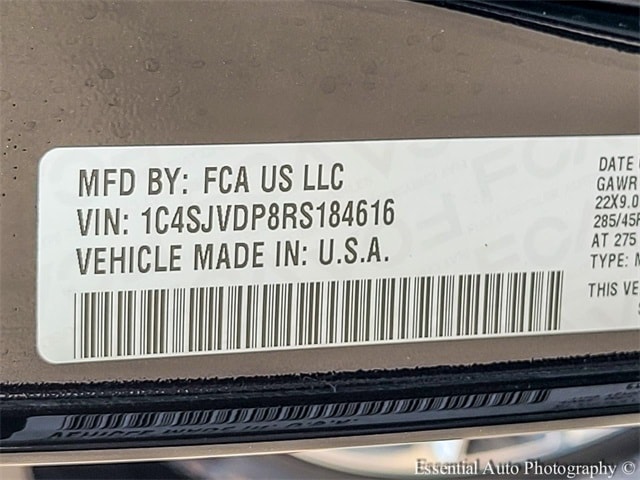 MFD BY: FCA US LLC
VIN: 1C4SJVDP8RS184616
VEHICLE MADE IN: U.S.A.
DATE
GAWR
22X9.0
285/45R
AT 275
TYPE:
THIS VE
Essential Auto Photography ©